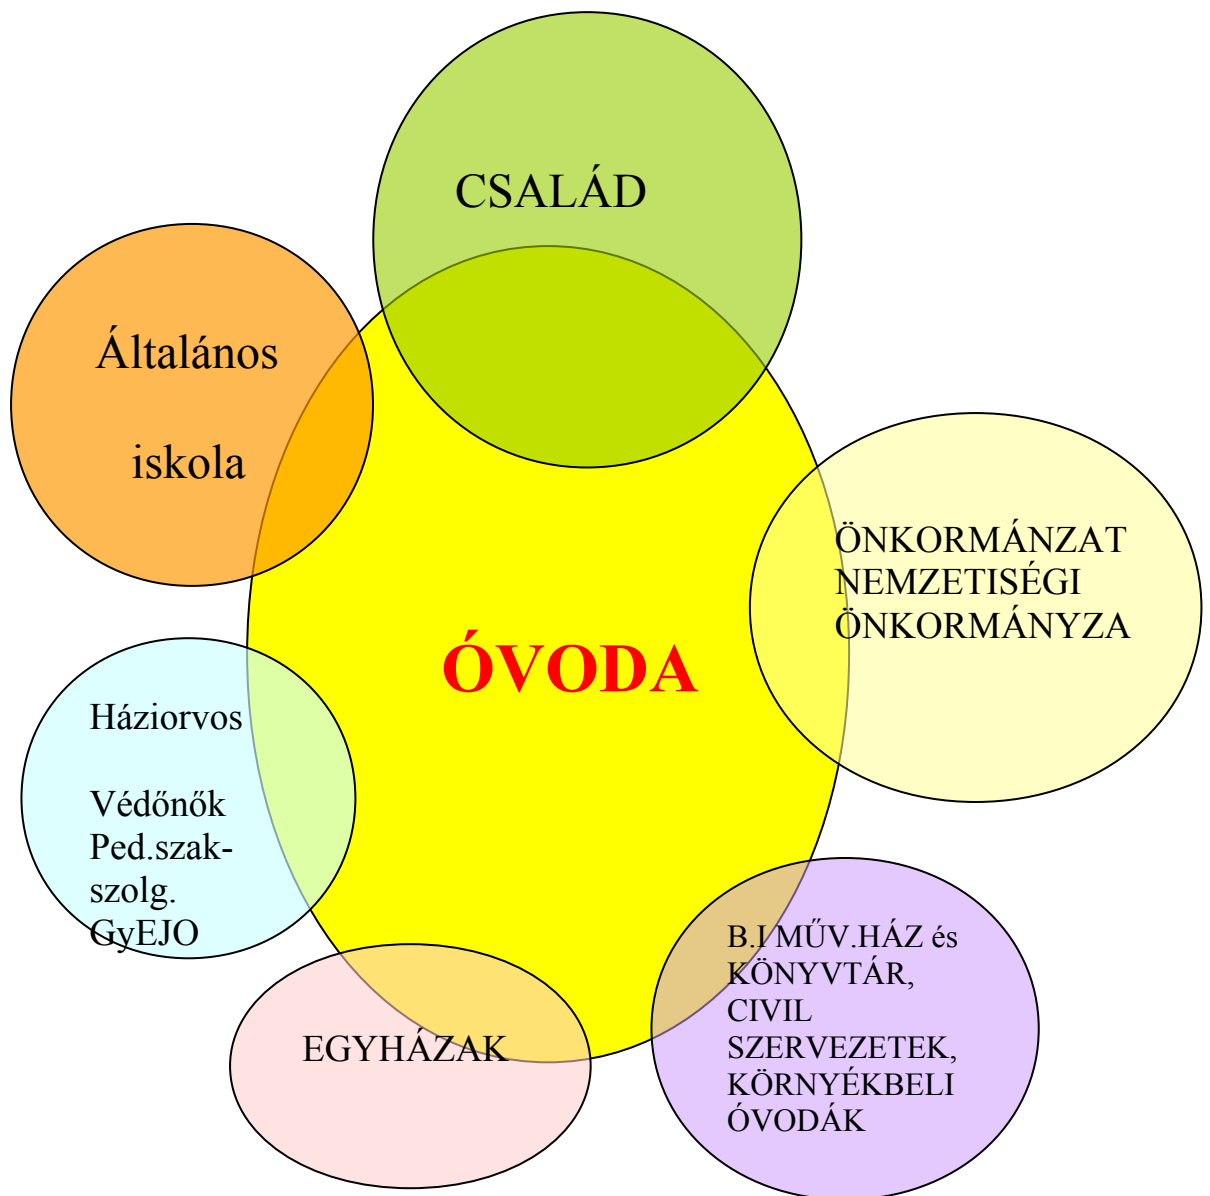 CSALÁD
Általános
iskola
ÖNKORMÁNZAT
NEMZETISÉGI
ÖNKORMÁNYZA
ÓVODA
Háziorvos
Védőnők
Ped.szak-
szolg.
GyEJO
B.I MŰV.HÁZ és
KÖNYVTÁR,
CIVIL
SZERVEZETEK,
KÖRNYÉKBELI
ÓVODÁK
EGYHÁZAK